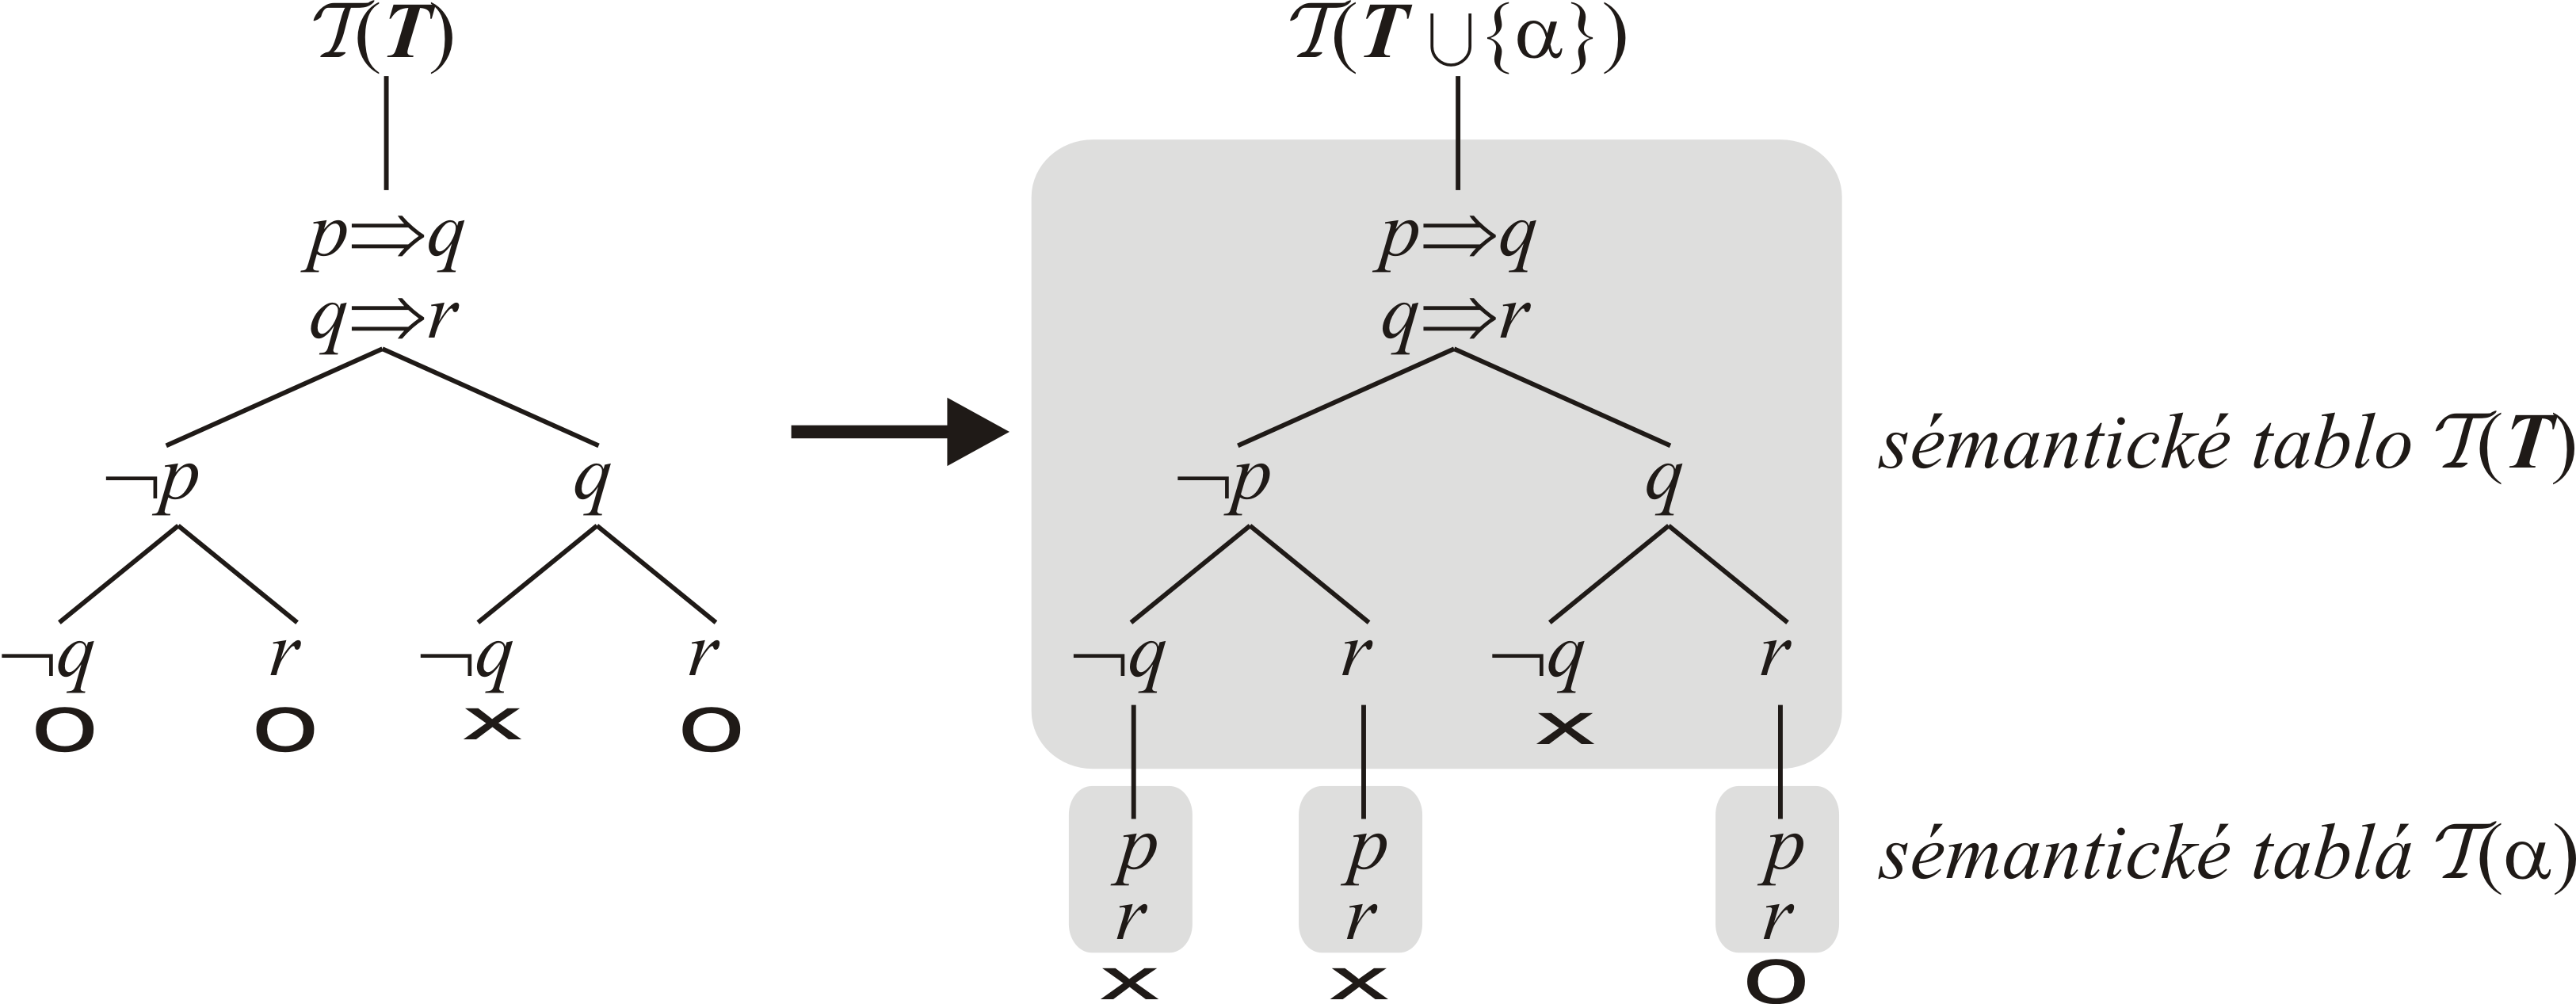 𝒯(T) 𝒯(T∪{α})
p⇒q p⇒q
q⇒r q⇒r
¬p q ¬p q
sémantické tablo 𝒯(T)
¬q r ¬q r ¬q r ¬q r
O O x O x
p p p
sémantické tablá 𝒯(α)
r r r
x x O